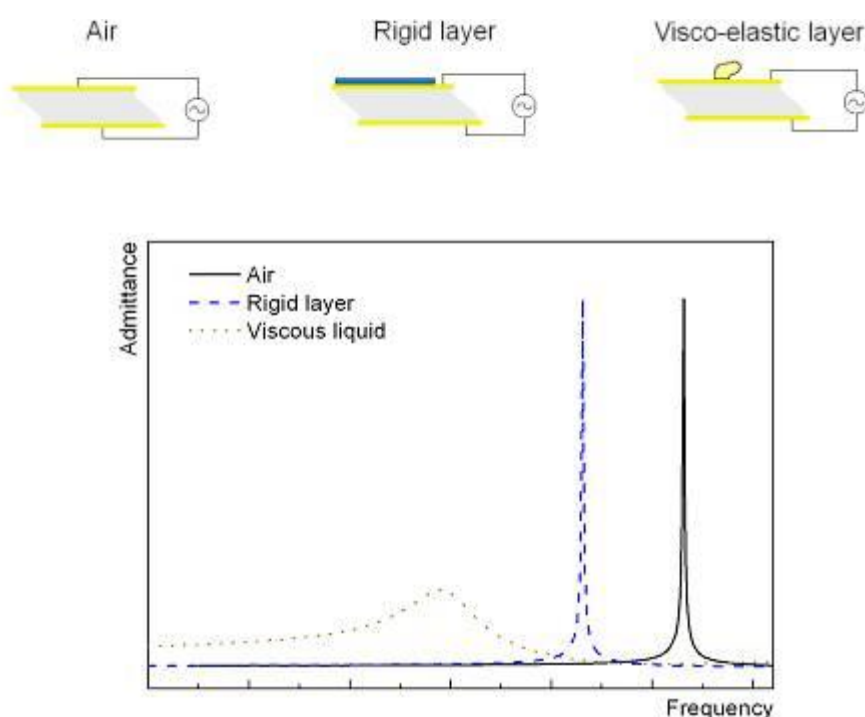 Air
Rigid layer
Visco-elastic layer
Admittance
Air
Rigid layer
Viscous liquid
Frequency